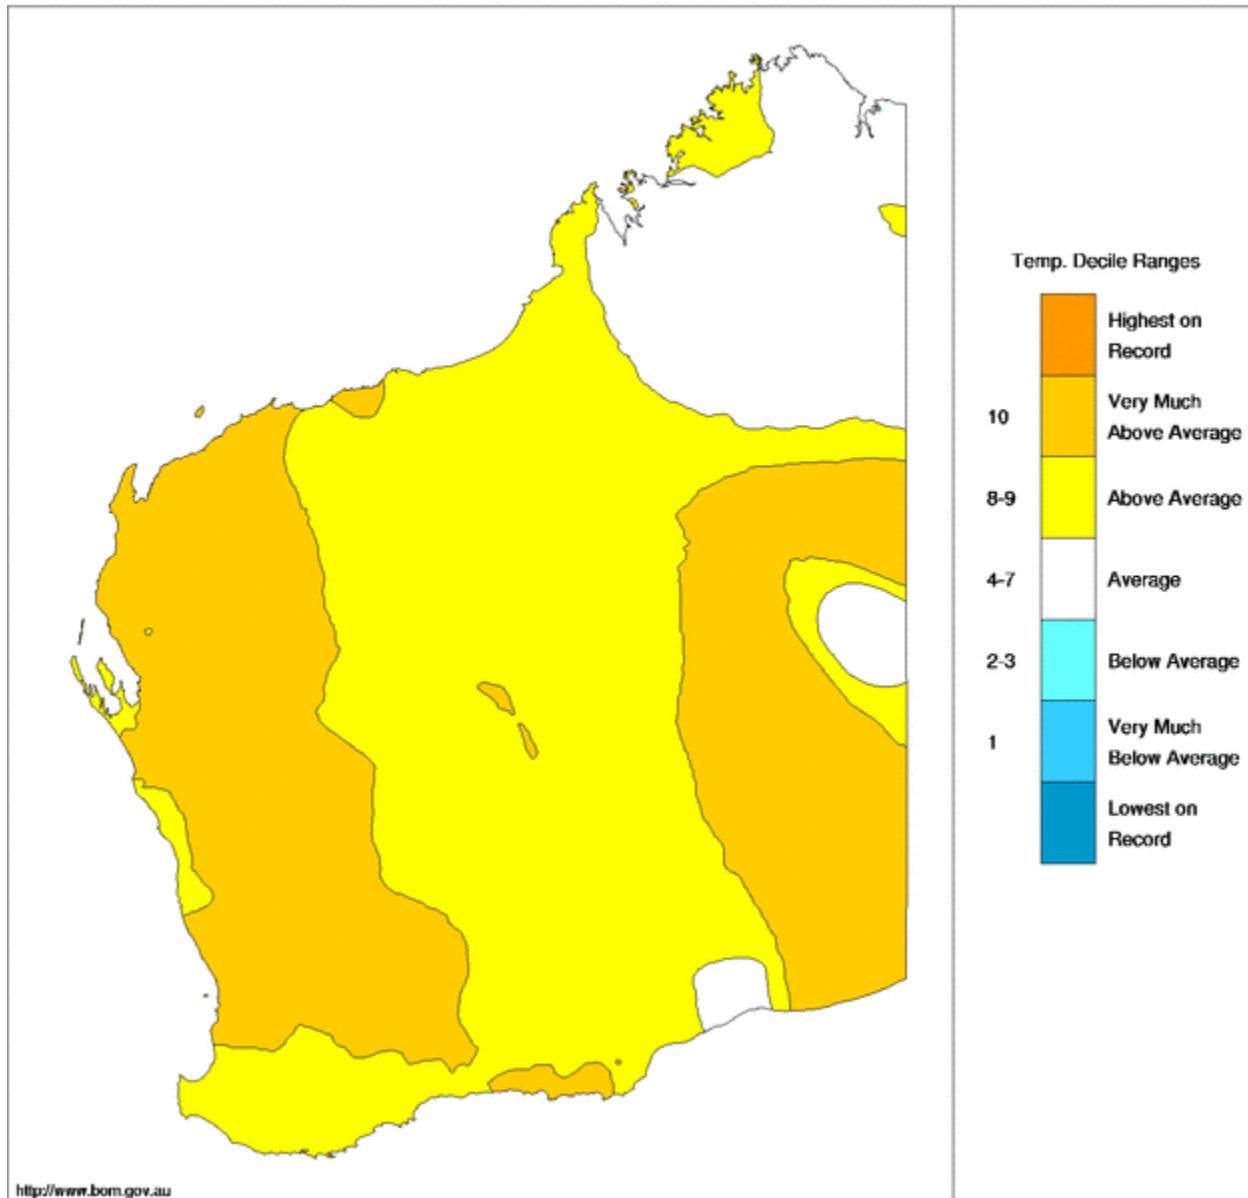 Temp. Decile Ranges
Highest on
Record
10
Very Much
Above Average
8-9
Above Average
4-7
Average
2-3
Below Average
1
Very Much
Below Average
Lowest on
Record
http://www.bom.gov.au